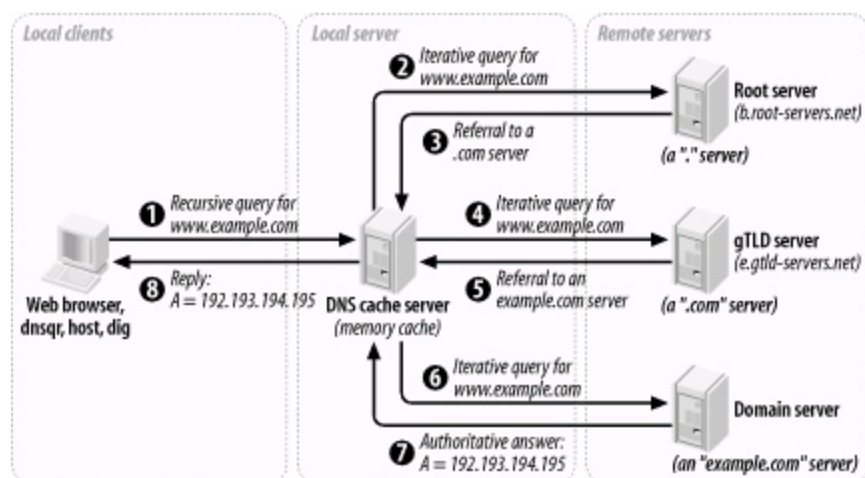 Local clients
Local server
Remote servers
2 Iterative query for
www.example.com
Root server
(b.root-servers.net)
3 Referral to a
.com server
(a "." server)
1 Recursive query for
www.example.com
4 Iterative query for
www.example.com
gTLD server
(e.gtld-servers.net)
8 Reply:
A = 192.193.194.195
5 Referral to an
example.com server
Web browser,
dnsqr, host, dig
DNS cache server
(memory cache)
(a ".com" server)
6 Iterative query for
www.example.com
Domain server
7 Authoritative answer:
A = 192.193.194.195
(an "example.com" server)